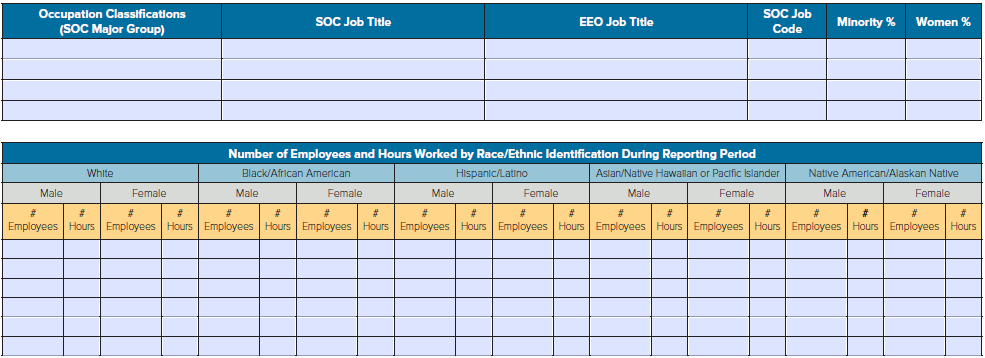 Occupation Classifications SOC Job Title EEO Job Title SOC Job Minority % Women %
(SOC Major Group) Code
Number of Employees and Hours Worked by Race/Ethnic Identification During Reporting Period
White Black/African American Hispanic/Latino Asian/Native Hawaiian or Pacific Islander Native American/Alaskan Native
Male Female Male Female Male Female Male Female Male Female
# # # # # # # # # # # # # # # # # # # #
Employees Hours Employees Hours Employees Hours Employees Hours Employees Hours Employees Hours Employees Hours Employees Hours Employees Hours Employees Hours